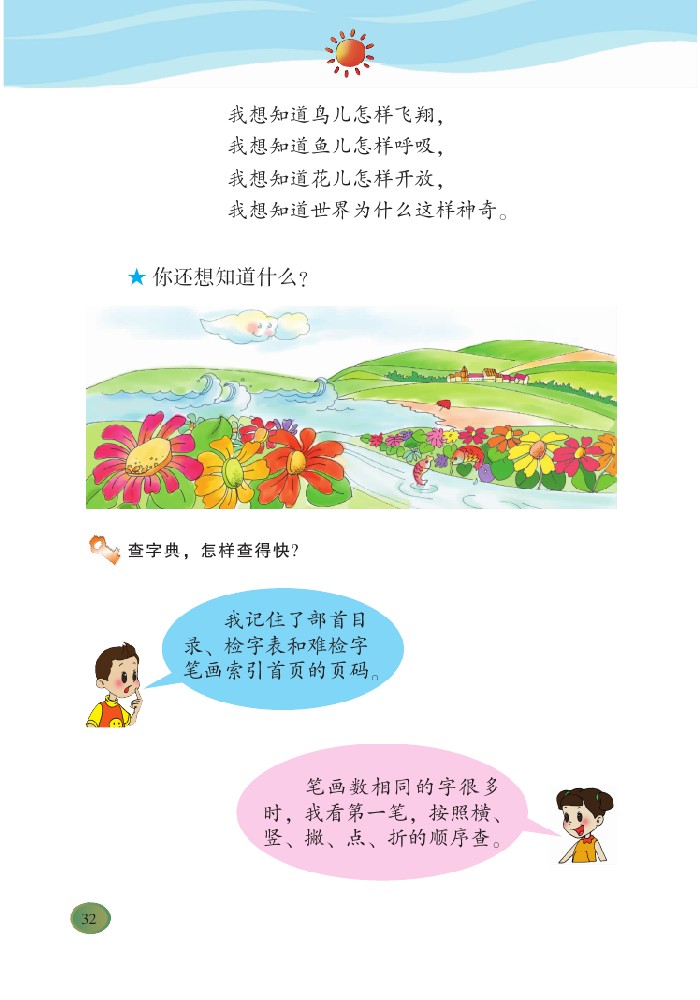 我想知道鸟儿怎样飞翔，
我想知道鱼儿怎样呼吸，
我想知道花儿怎样开放，
我想知道世界为什么这样神奇。
★ 你还想知道什么？
查字典，怎样查得快？
我记住了部首目
录、检字表和难检字
笔画索引首页的页码。
笔画数相同的字很多
时，我看第一笔，按照横、
竖、撇、点、折的顺序查。
32